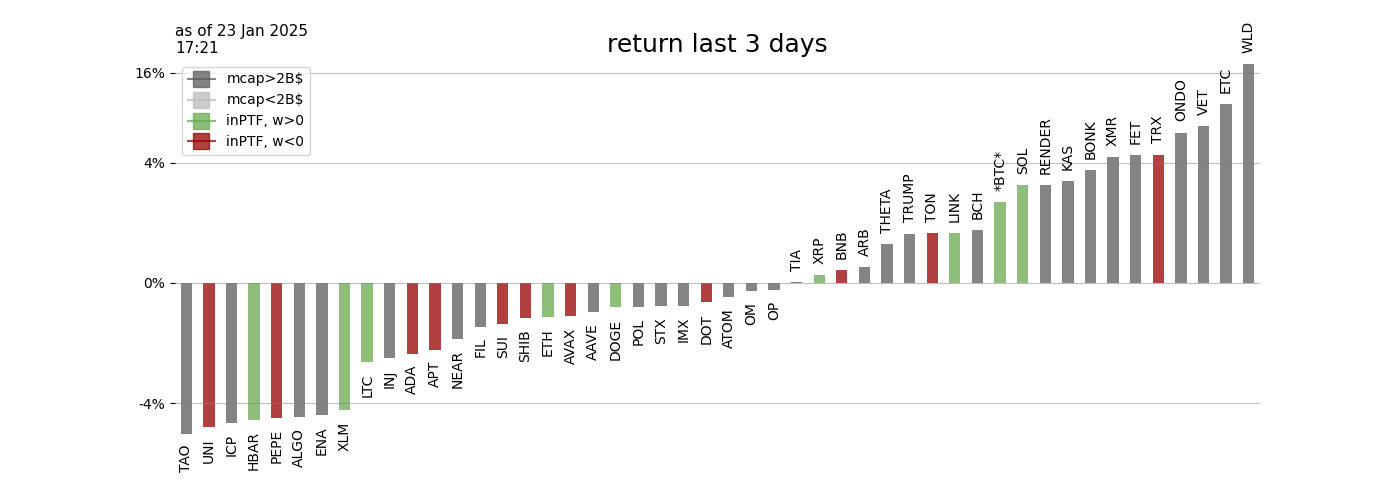 as of 23 Jan 2025
17:21
return last 3 days
mcap>2B$
mcap<2B$
inPTF, w>0
inPTF, w<0
16%
4%
0%
-4%
TAO
UNI
ICP
HBAR
PEPE
ALGO
ENA
XLM
LTC
INJ
ADA
APT
NEAR
FIL
SUI
SHIB
ETH
AVAX
AAVE
DOGE
POL
STX
IMX
DOT
ATOM
OM
OP
TIA
XRP
BNB
ARB
THETA
TRUMP
TON
LINK
BCH
*BTC*
SOL
RENDER
KAS
BONK
XMR
FET
TRX
ONDO
VET
ETC
WLD